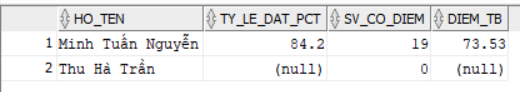 HO_TEN TY_LE_DAT_PCT SV_CO_DIEM DIEM_TB
1 Minh Tuấn Nguyễn 84.2 19 73.53
2 Thu Hà Trần (null) 0 (null)